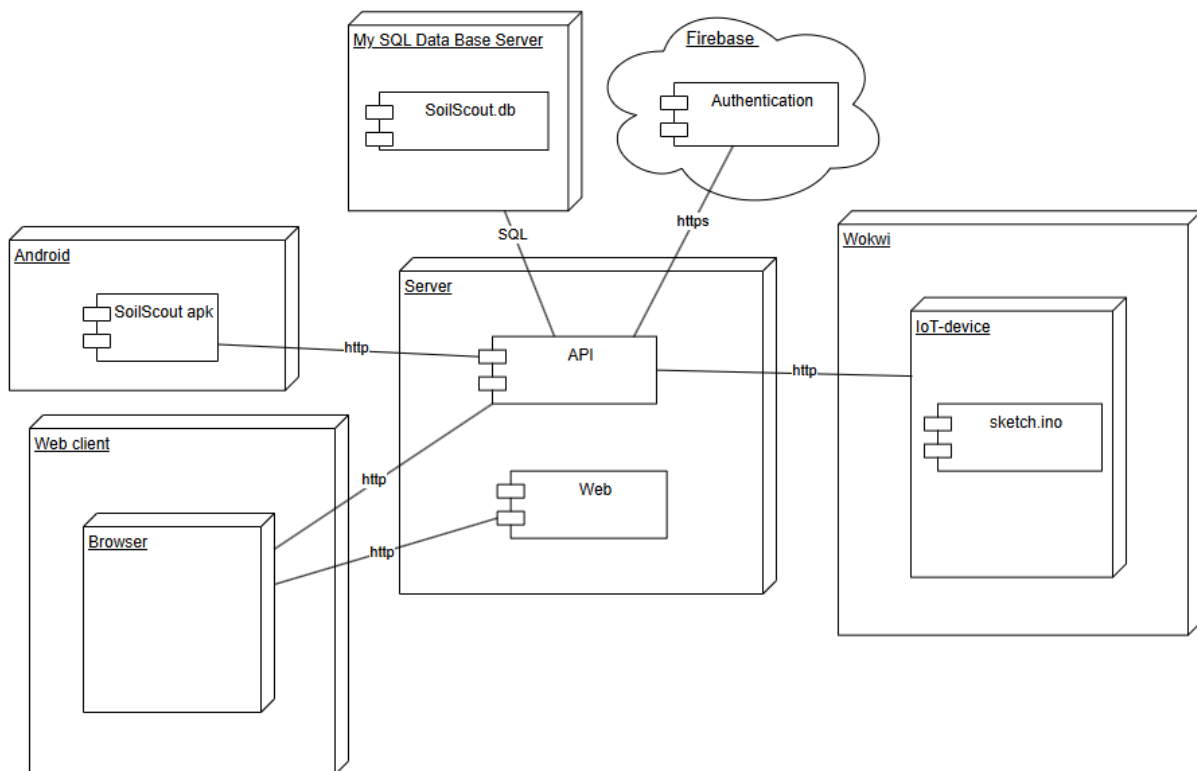 My SQL Data Base Server
SoilScout.db
Firebase
Authentication
SQL
https
Android
SoilScout apk
http
Server
API
http
Wokwi
IoT-device
sketch.ino
Web client
Browser
http
http
Web